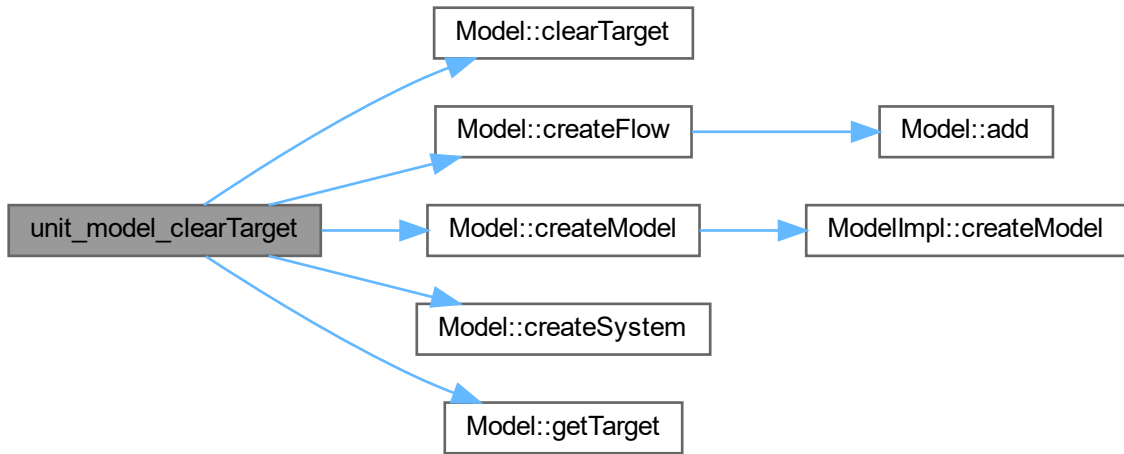 Model::clearTarget
Model::createFlow
Model::add
unit_model_clearTarget
Model::createModel
ModelImpl::createModel
Model::createSystem
Model::getTarget